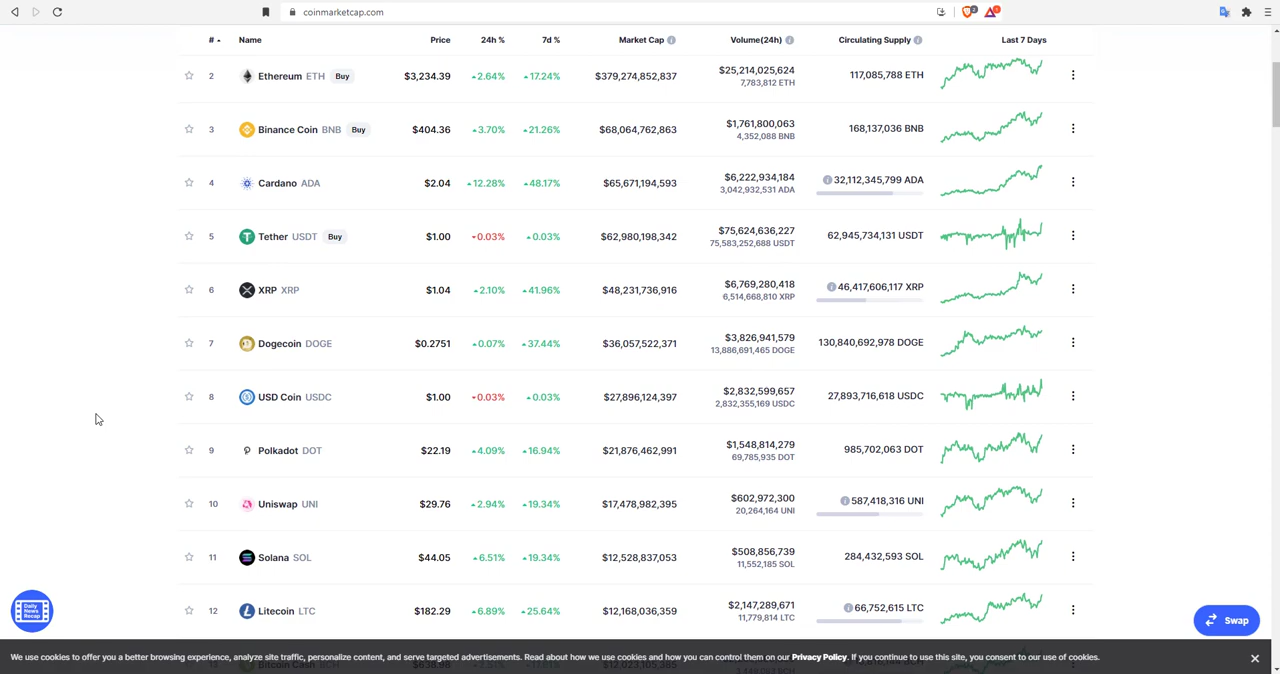 coinmarketcap.com
# Name Price 24h % 7d % Market Cap Volume(24h) Circulating Supply Last 7 Days
2 Ethereum ETH Buy $3,234.39 2.64% 17.24% $379,274,852,837 $25,214,025,624 117,085,788 ETH
7,783,812 ETH
3 Binance Coin BNB Buy $404.36 3.70% 21.26% $68,064,762,863 $1,761,800,063 168,137,036 BNB
4,352,088 BNB
4 Cardano ADA $2.04 12.28% 48.17% $65,671,194,593 $6,222,934,184 32,112,345,799 ADA
3,042,932,531 ADA
5 Tether USDT Buy $1.00 0.03% 0.03% $62,980,198,342 $75,624,636,227 62,945,734,131 USDT
75,583,252,688 USDT
6 XRP XRP $1.04 2.10% 41.96% $48,231,736,916 $6,769,280,418 46,417,606,117 XRP
6,514,668,810 XRP
7 Dogecoin DOGE $0.2751 0.07% 37.44% $36,057,522,371 $3,826,941,579 130,840,692,978 DOGE
13,886,691,465 DOGE
8 USD Coin USDC $1.00 0.03% 0.03% $27,896,124,397 $2,832,599,657 27,893,716,618 USDC
2,832,355,169 USDC
9 Polkadot DOT $22.19 4.09% 16.94% $21,876,462,991 $1,548,814,279 985,702,063 DOT
69,785,935 DOT
10 Uniswap UNI $29.76 2.94% 19.34% $17,478,982,395 $602,972,300 587,418,316 UNI
20,264,164 UNI
11 Solana SOL $44.05 6.51% 19.34% $12,528,837,053 $508,856,739 284,432,593 SOL
11,552,185 SOL
Daily
News
Recap
12 Litecoin LTC $182.29 6.89% 25.64% $12,168,036,359 $2,147,289,671 66,752,615 LTC
11,779,814 LTC
Swap
We use cookies to offer you a better browsing experience, analyze site traffic, personalize content, and serve targeted advertisements. Read about how we use cookies and how you can control them on our Privacy Policy. If you continue to use this site, you consent to our use of cookies.